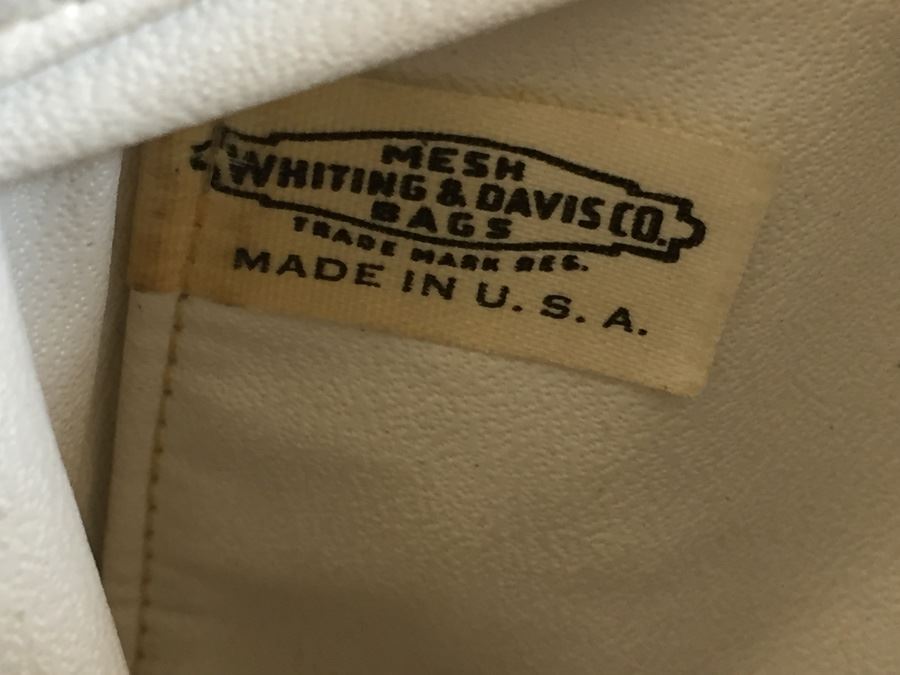 MESH
WHITING & DAVIS CO.
BAGS
TRADE MARK REG.
MADE IN U. S. A.